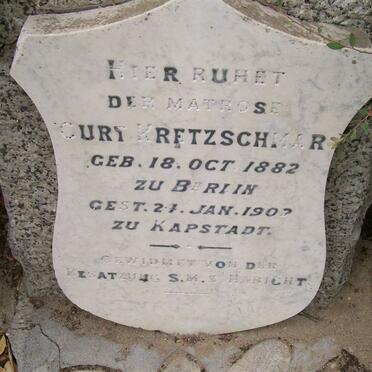 HIER RUHET
DER MATROSE
CURT KRETZSCHMAR
GEB. 18. OCT 1882
ZU BERLIN
GEST. 24. JAN. 1902
ZU KAPSTADT.
GEWIDMET VON DER
BESATZUNG S.M.S. HABICHT.